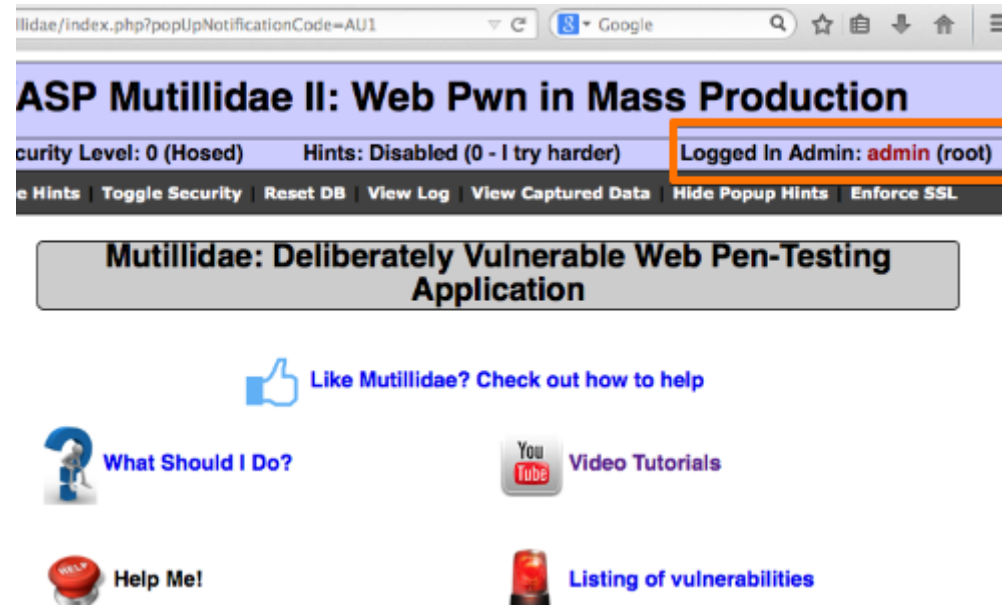 llidae/index.php?popUpNotificationCode=AU1 8 Google
ASP Mutillidae II: Web Pwn in Mass Production
curity Level: 0 (Hosed) Hints: Disabled (0 - I try harder) Logged In Admin: admin (root)
e Hints | Toggle Security | Reset DB | View Log | View Captured Data | Hide Popup Hints | Enforce SSL
Mutillidae: Deliberately Vulnerable Web Pen-Testing
Application
Like Mutillidae? Check out how to help
What Should I Do?
You
Tube
Video Tutorials
HELP
Help Me!
Listing of vulnerabilities